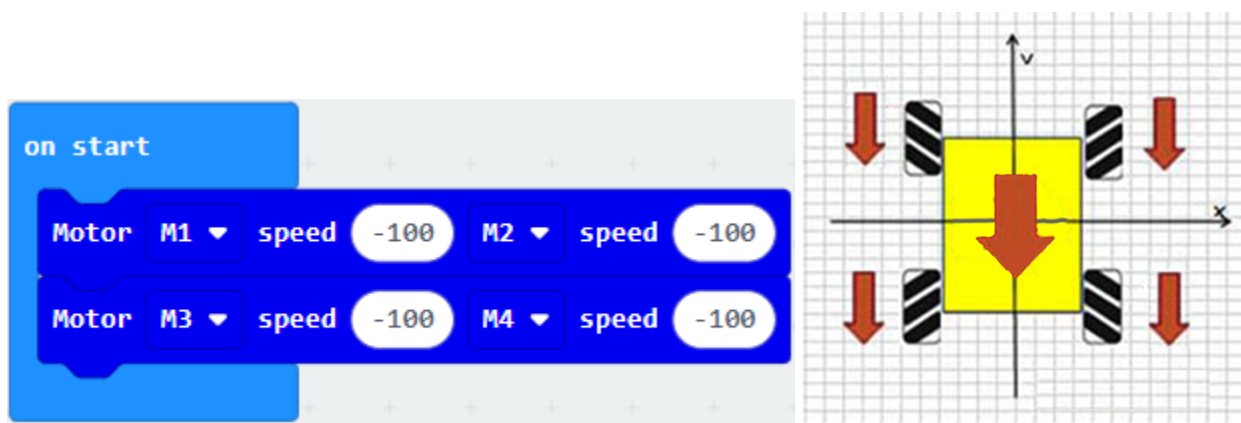 on start
Motor M1 speed -100 M2 speed -100
Motor M3 speed -100 M4 speed -100
v
x